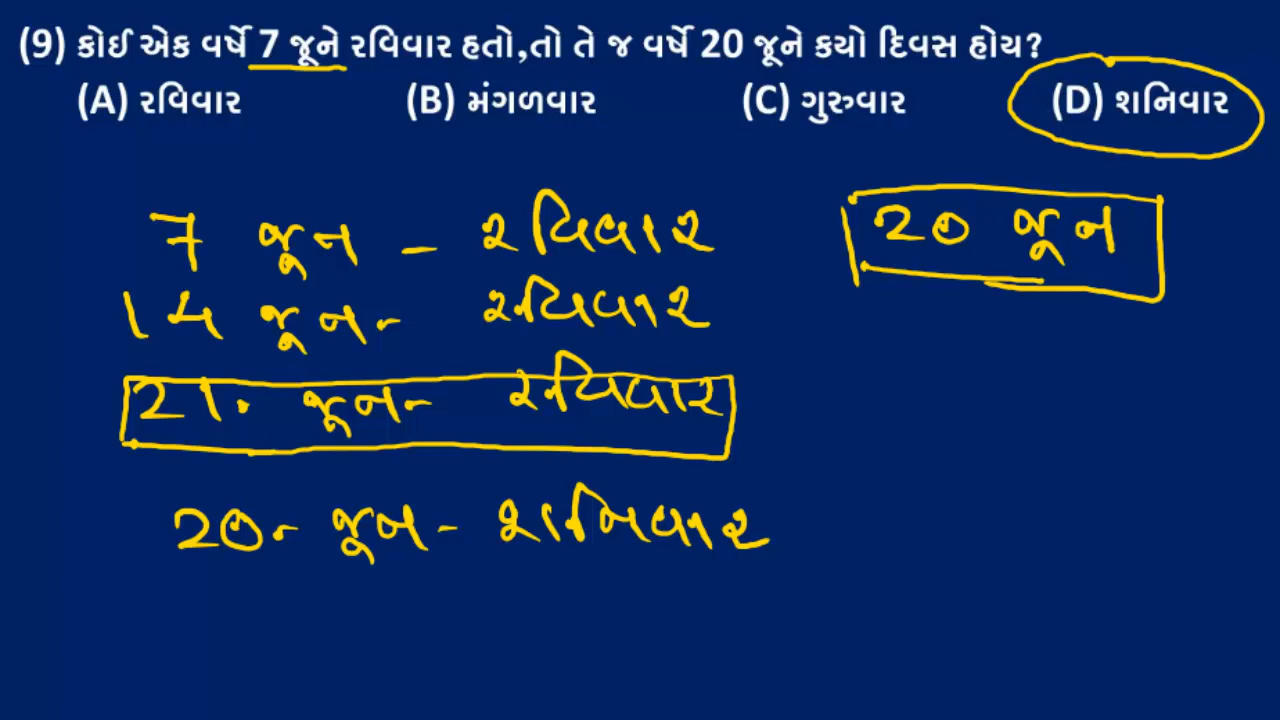 (9) કોઈ એક વર્ષે 7 જૂને રવિવાર હતો,તો તે જ વર્ષે 20 જૂને કયો દિવસ હોય?
(A) રવિવાર (B) મંગળવાર (C) ગુરુવાર (D) શનિવાર
7 જૂન - રવિવાર
20 જૂન
14 જૂન - રવિવાર
21. જૂન - રવિવાર
20 - જૂન - શનિવાર